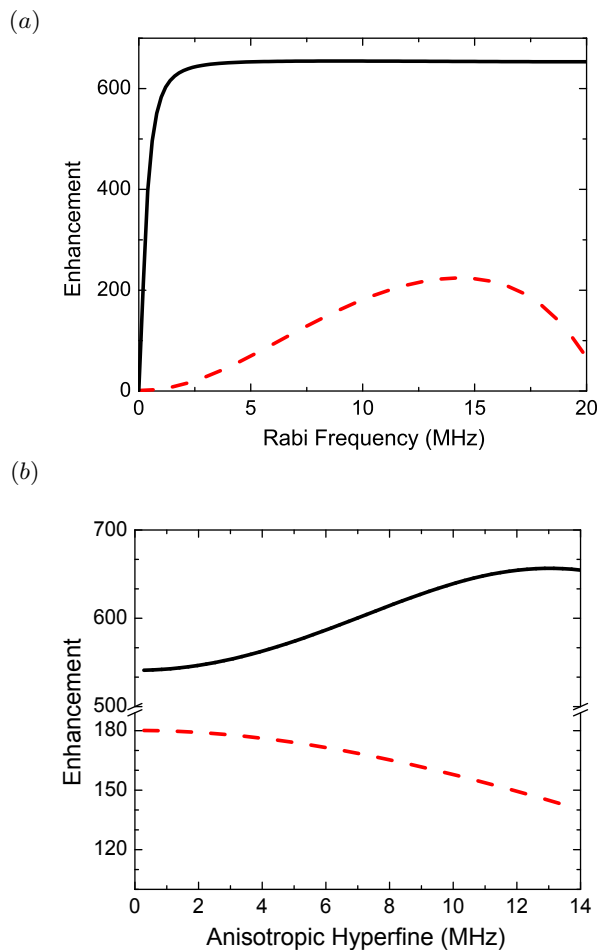 (a)
600
400
200
0
Enhancement
0 5 10 15 20
Rabi Frequency (MHz)
(b)
700
600
500
180
150
120
Enhancement
0 2 4 6 8 10 12 14
Anisotropic Hyperfine (MHz)